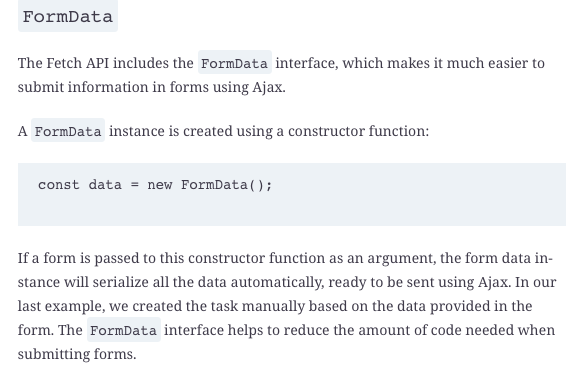 FormData
The Fetch API includes the FormData interface, which makes it much easier to
submit information in forms using Ajax.
A FormData instance is created using a constructor function:
const data = new FormData();
If a form is passed to this constructor function as an argument, the form data in-
stance will serialize all the data automatically, ready to be sent using Ajax. In our
last example, we created the task manually based on the data provided in the
form. The FormData interface helps to reduce the amount of code needed when
submitting forms.